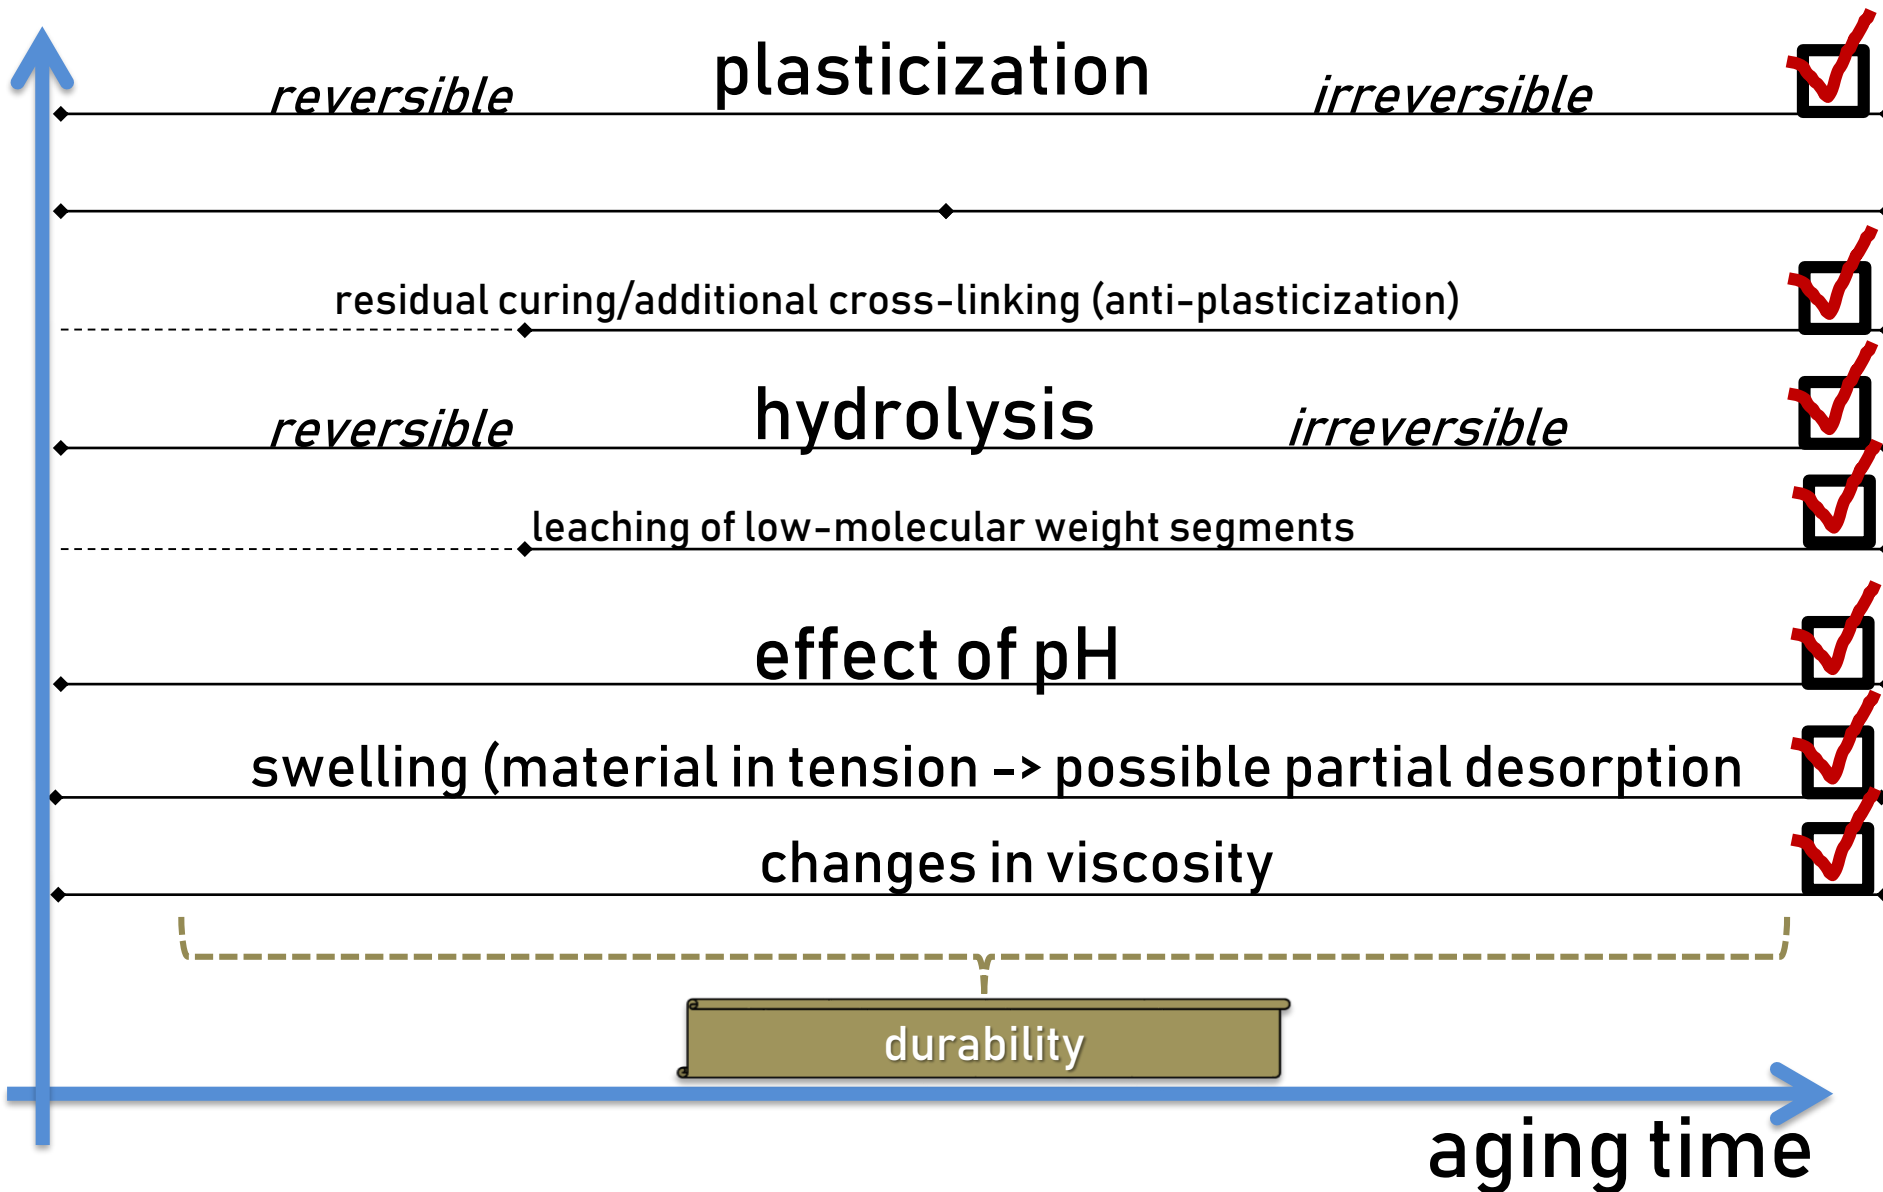 plasticization
reversible irreversible
residual curing/additional cross-linking (anti-plasticization)
hydrolysis
reversible irreversible
leaching of low-molecular weight segments
effect of pH
swelling (material in tension -> possible partial desorption
changes in viscosity
durability
aging time